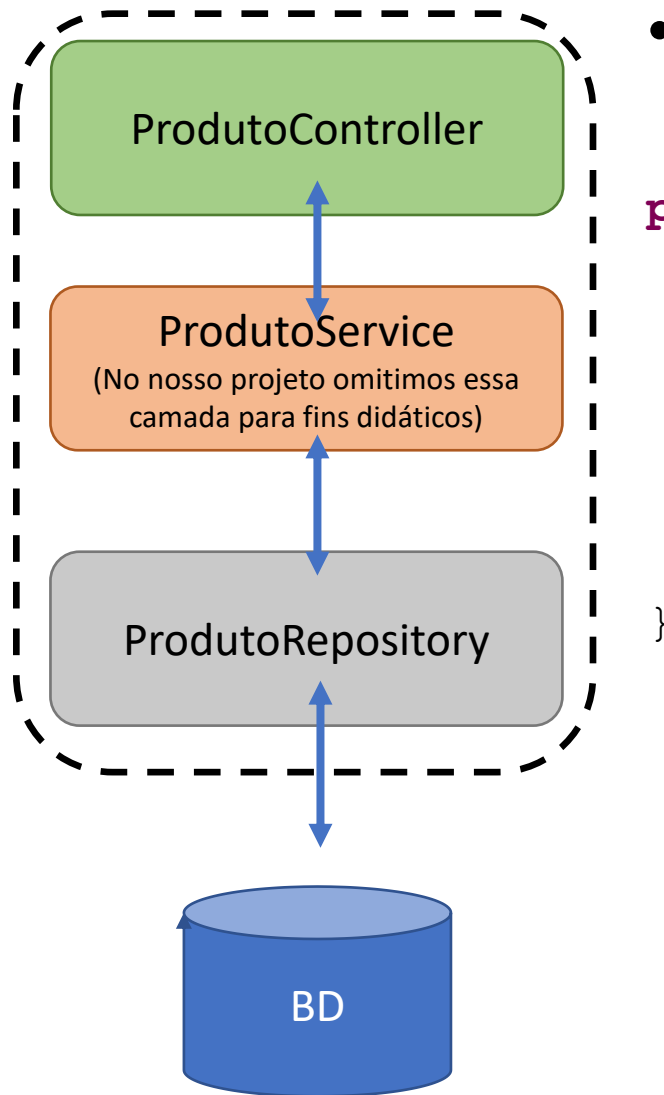 •
ProdutoController
p
ProdutoService
(No nosso projeto omitimos essa
camada para fins didáticos)
}
ProdutoRepository
BD